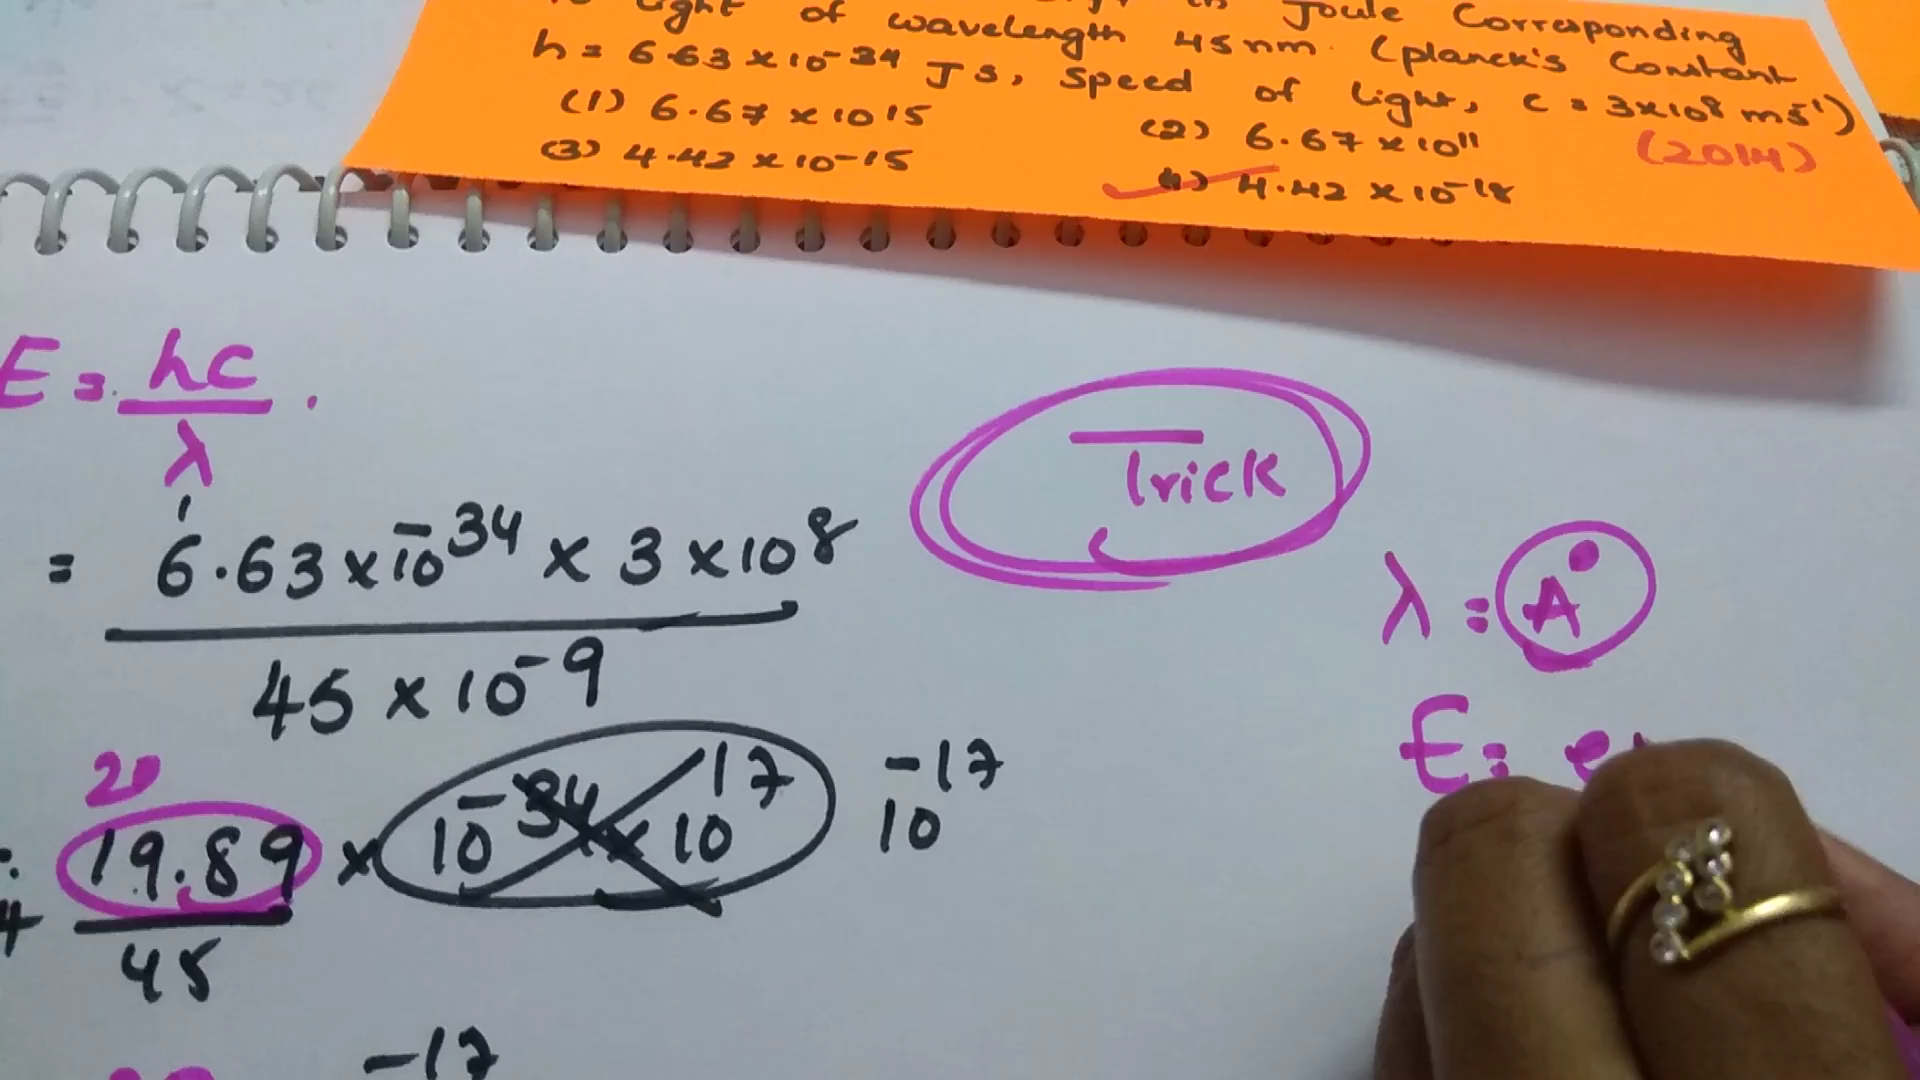 in Joule Corresponding
light of wavelength 45nm. (planck's Constant
h = 6.63 × 10⁻³⁴ JS, Speed of light, c = 3×10⁸ ms⁻¹)
(1) 6.67 × 10¹⁵ (2) 6.67 × 10¹¹ (2014)
(3) 4.42 × 10⁻¹⁵ (4) 4.42 × 10⁻¹⁸
E = hc
λ
Trick
= 6.63 × 10⁻³⁴ × 3 × 10⁸
45 × 10⁻⁹
λ = A°
E =
20
19.89 × 10⁻³⁴ × 10¹⁷ 10⁻¹⁷
45
-17